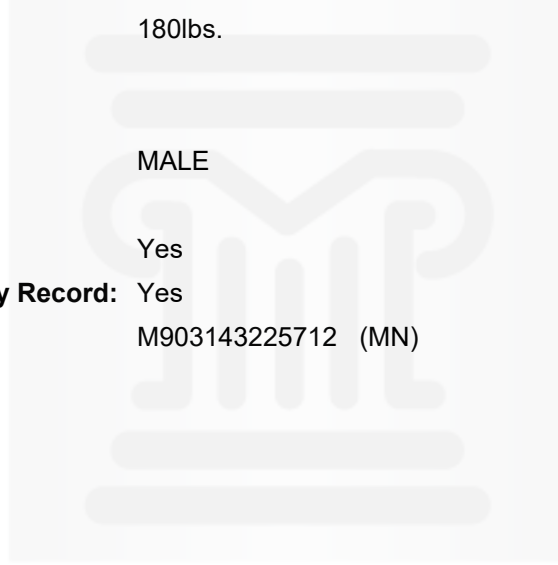 180lbs.
MALE
Yes
y Record: Yes
M903143225712 (MN)